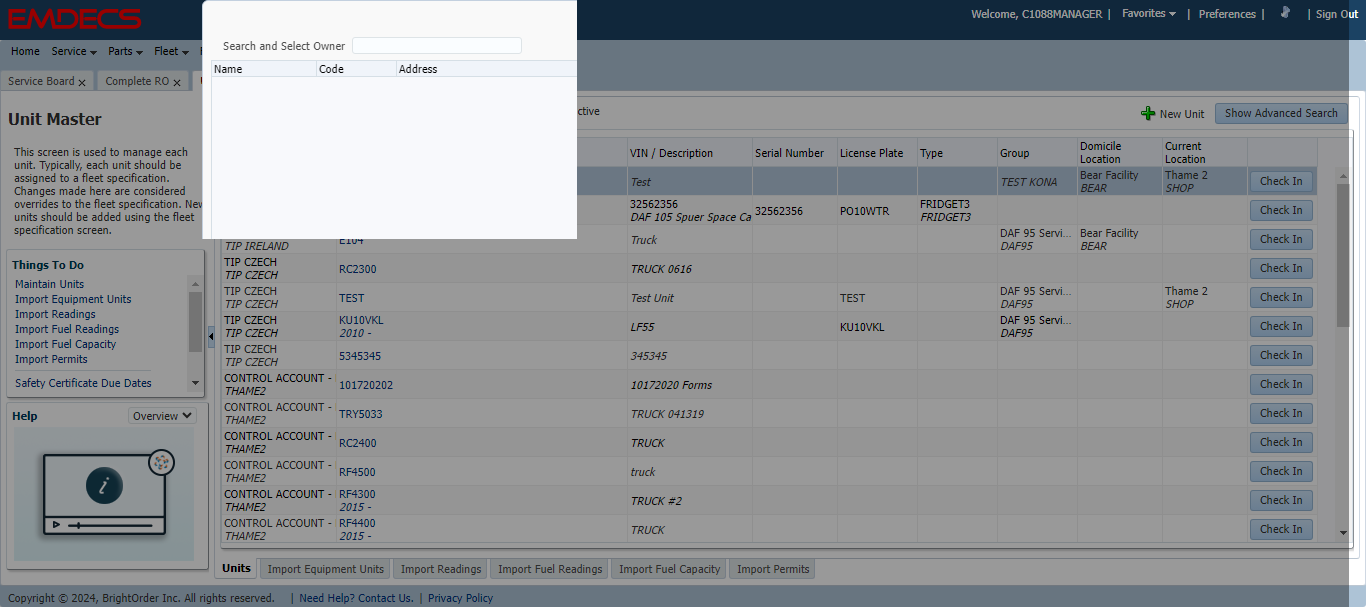 EMDECS
Welcome, C1088MANAGER | Favorites | Preferences | | Sign Out
Home Service Parts Fleet
Service Board x Complete RO x
Search and Select Owner
Name Code Address
Unit Master
This screen is used to manage each
unit. Typically, each unit should be
assigned to a fleet specification.
Changes made here are considered
overrides to the fleet specification. New
units should be added using the fleet
specification screen.
Things To Do
Maintain Units
Import Equipment Units
Import Readings
Import Fuel Readings
Import Fuel Capacity
Import Permits
Safety Certificate Due Dates
Help Overview
ctive
New Unit Show Advanced Search
VIN / Description Serial Number License Plate Type Group Domicile Location Current Location
Test TEST KONA Bear Facility BEAR Thame 2 SHOP Check In
32562356 DAF 105 Spuer Space Ca 32562356 PO10WTR FRIDGET3 FRIDGET3 Check In
TIP IRELAND E104 Truck DAF 95 Servi... DAF95 Bear Facility BEAR Check In
TIP CZECH TIP CZECH RC2300 TRUCK 0616 Check In
TIP CZECH TIP CZECH TEST Test Unit TEST DAF 95 Servi... DAF95 Thame 2 SHOP Check In
TIP CZECH TIP CZECH KU10VKL 2010 - LF55 KU10VKL DAF 95 Servi... DAF95 Check In
TIP CZECH TIP CZECH 5345345 345345 Check In
CONTROL ACCOUNT - THAME2 101720202 10172020 Forms Check In
CONTROL ACCOUNT - THAME2 TRY5033 TRUCK 041319 Check In
CONTROL ACCOUNT - THAME2 RC2400 TRUCK Check In
CONTROL ACCOUNT - THAME2 RF4500 truck Check In
CONTROL ACCOUNT - THAME2 RF4300 2015 - TRUCK #2 Check In
CONTROL ACCOUNT - THAME2 RF4400 2015 - TRUCK Check In
Units Import Equipment Units Import Readings Import Fuel Readings Import Fuel Capacity Import Permits
Copyright © 2024, BrightOrder Inc. All rights reserved. | Need Help? Contact Us. | Privacy Policy